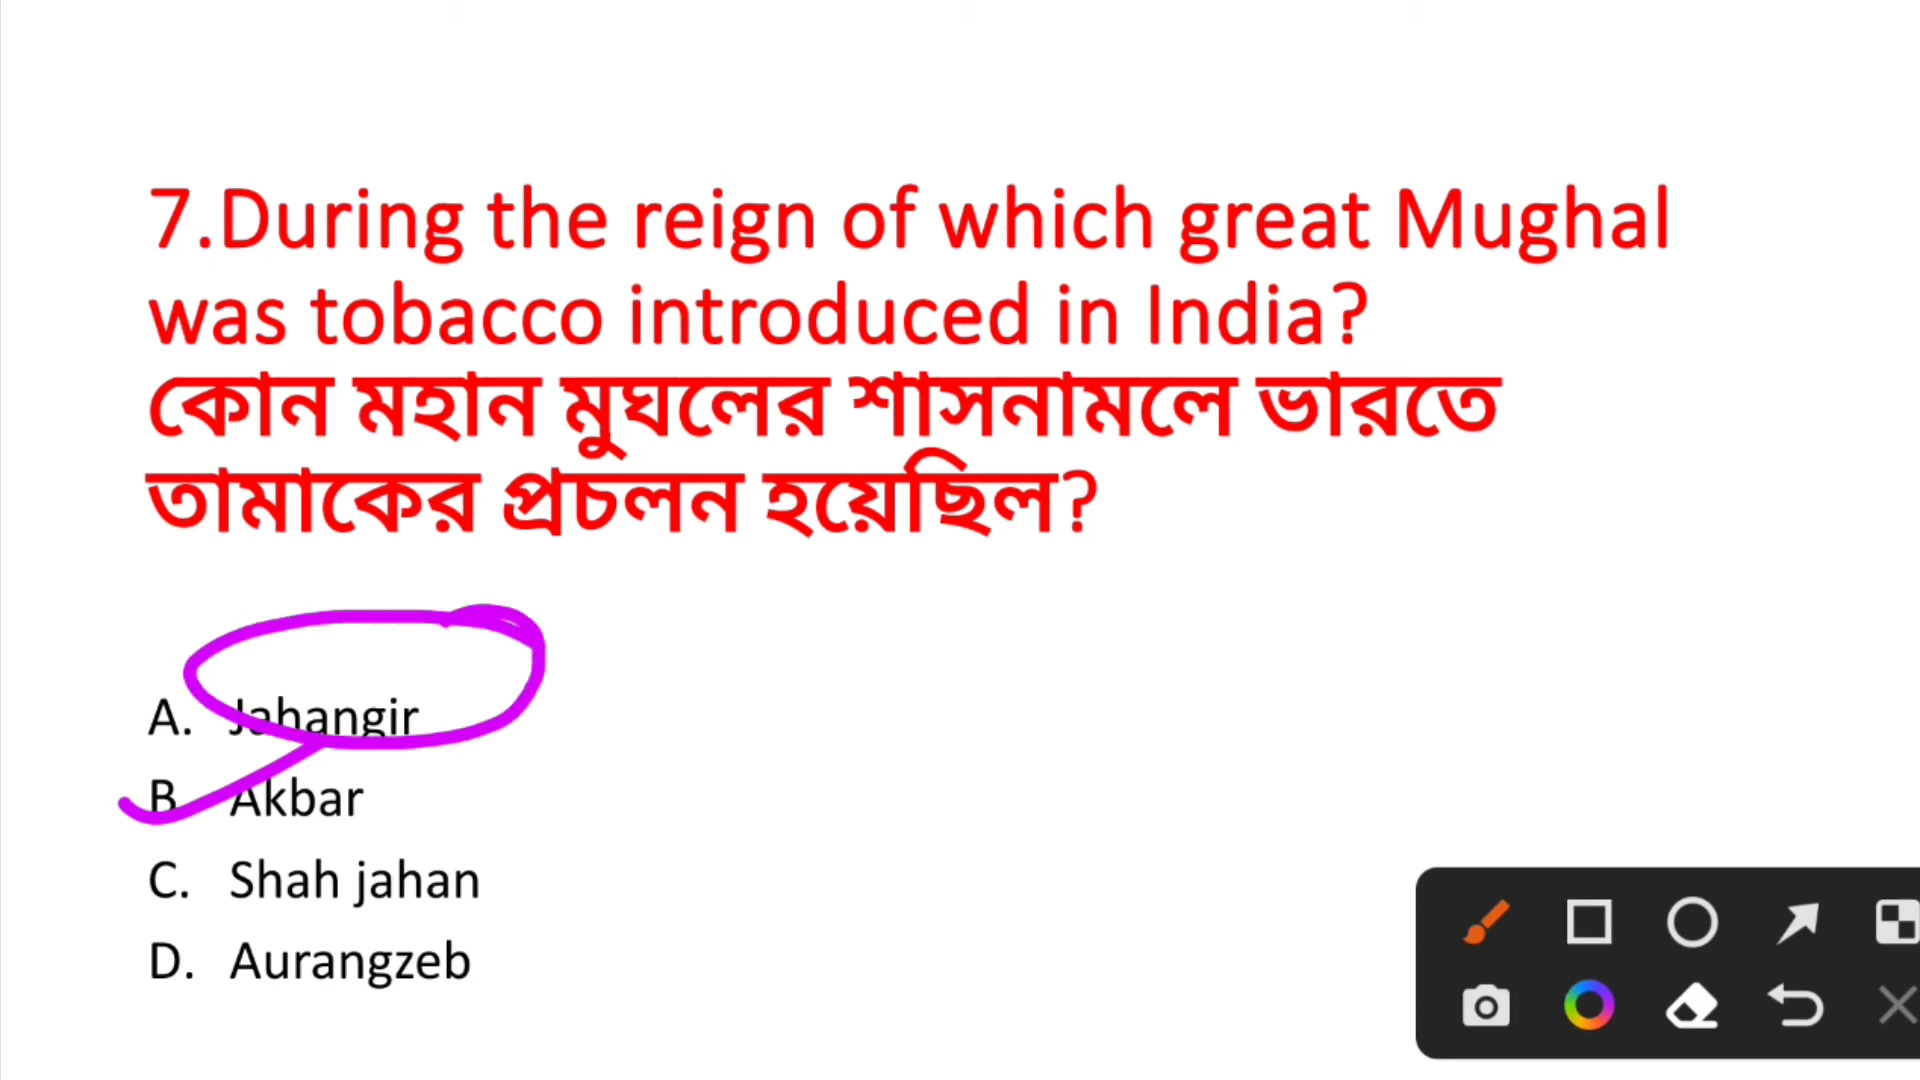 7.During the reign of which great Mughal
was tobacco introduced in India?
কোন মহান মুঘলের শাসনামলে ভারতে
তামাকের প্রচলন হয়েছিল?
A. Jahangir
B. Akbar
C. Shah jahan
D. Aurangzeb